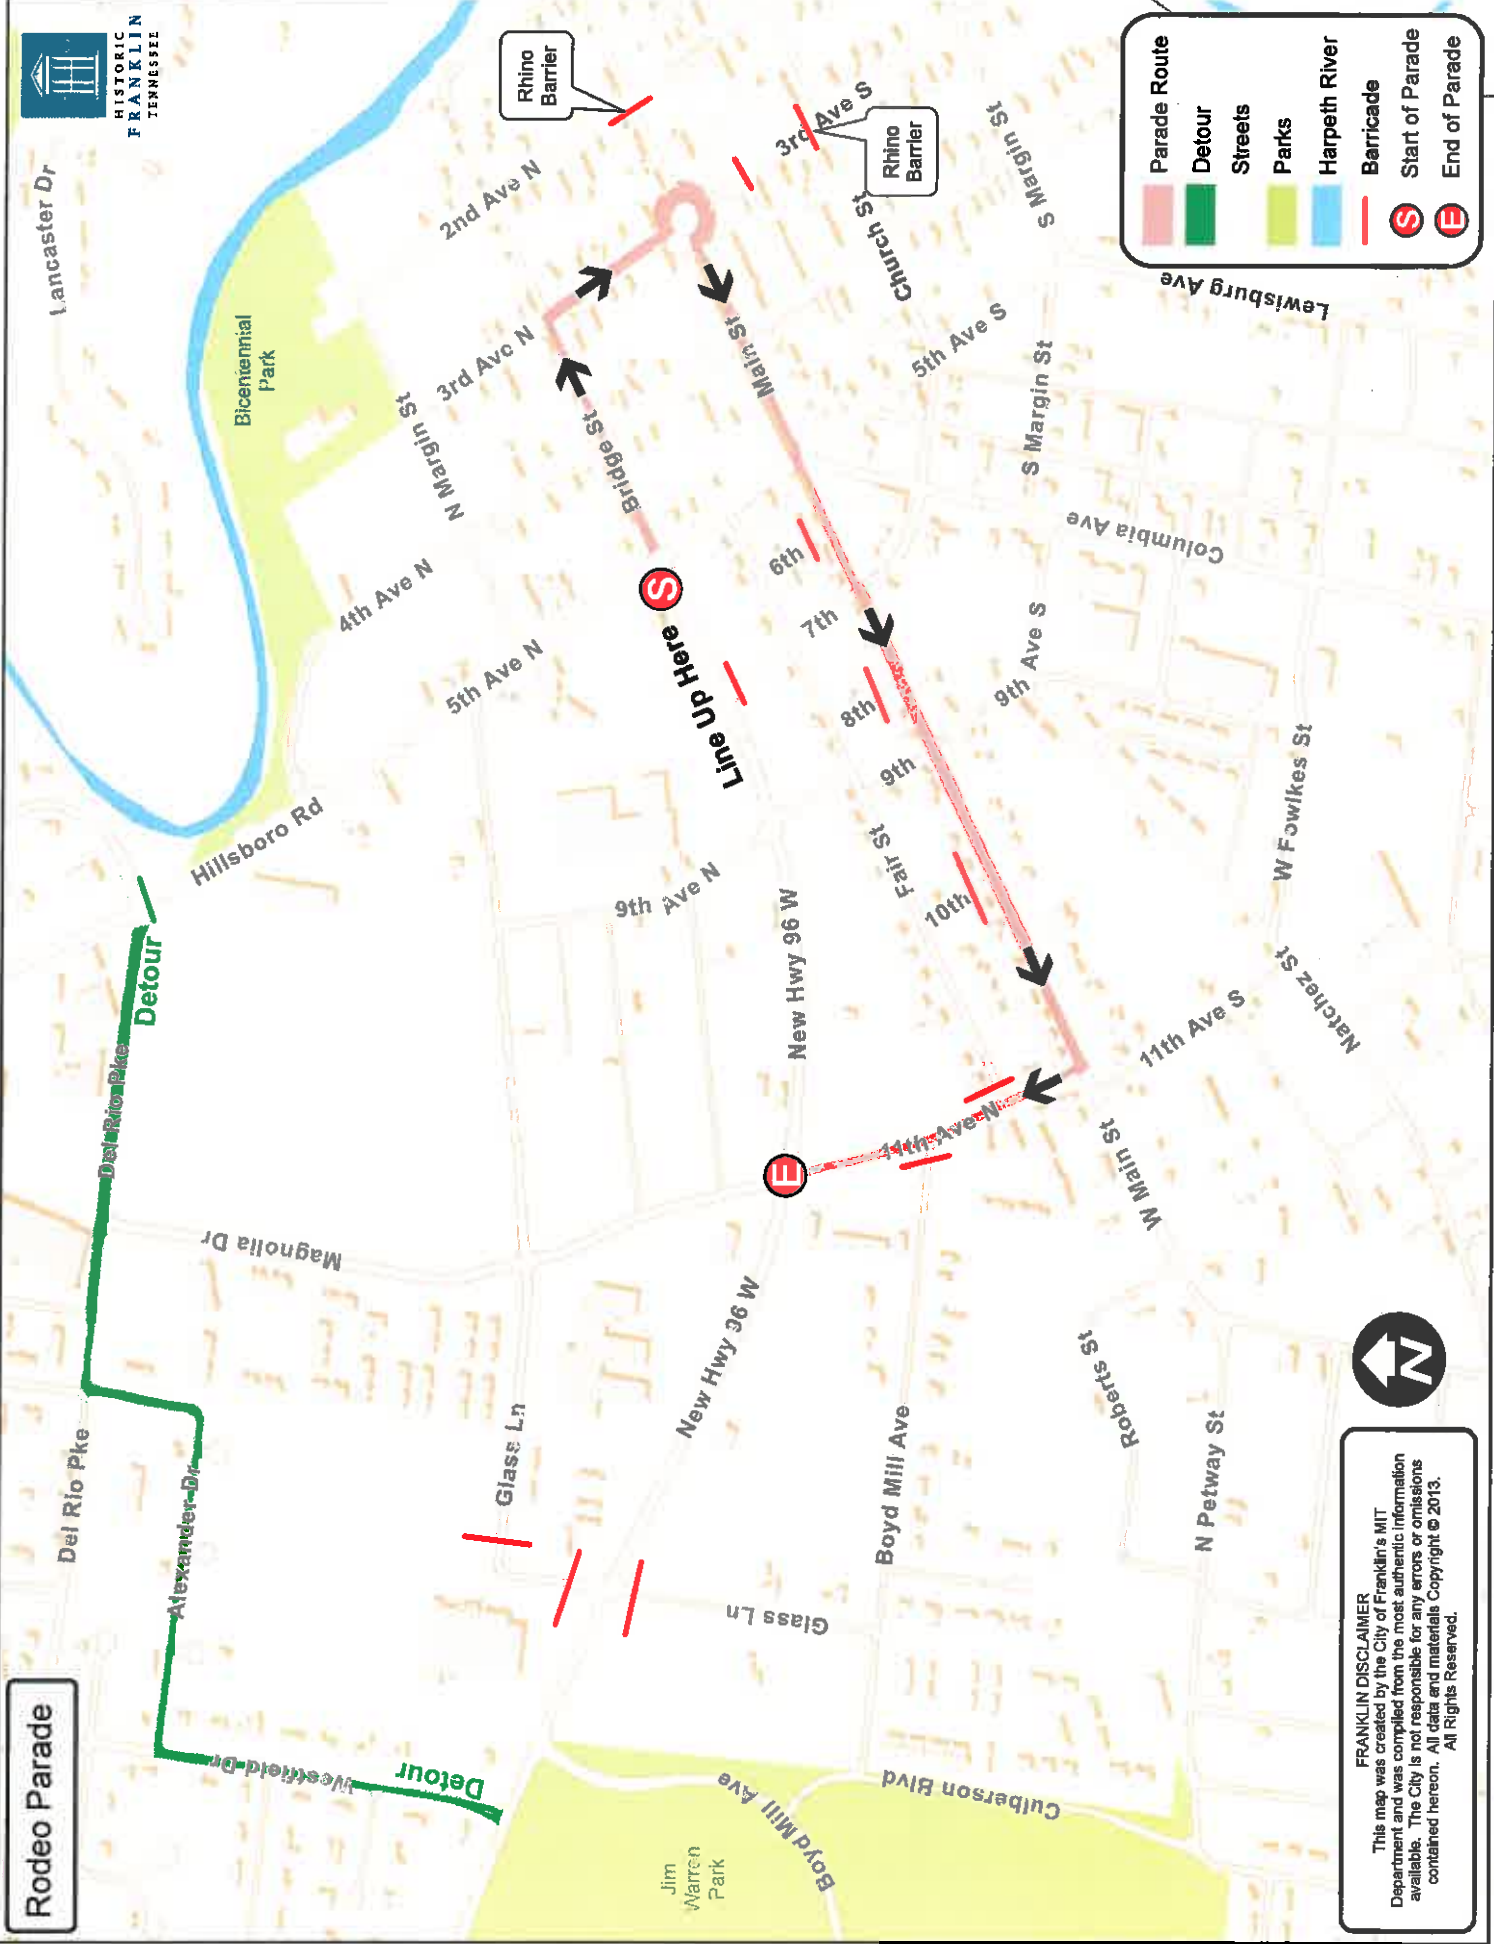 Rodeo Parade
HISTORIC
FRANKLIN
TENNESSEE
Lancaster Dr
Bicentennial
Park
2nd Ave N
3rd Ave N
N Margin St
4th Ave N
5th Ave N
Hillsboro Rd
Detour
Del Rio Pke
Del Rio Pke
Alexander Dr
Westfield Dr
Detour
Magnolia Dr
Glass Ln
Glass Ln
9th Ave N
New Hwy 96 W
New Hwy 96 W
Bridge St
S
Line Up Here
Rhino
Barrier
Rhino
Barrier
3rd Ave S
Main St
Church St
5th Ave S
S Margin St
S Margin St
Lewisburg Ave
Columbia Ave
6th
7th
8th
9th
10th
Fair St
9th Ave S
W Fowlkes St
Natchez St
11th Ave S
11th Ave N
E
W Main St
Boyd Mill Ave
Boyd Mill Ave
Roberts St
N Petway St
Culberson Blvd
Jim
Warren
Park
Parade Route
Detour
Streets
Parks
Harpeth River
Barricade
S Start of Parade
E End of Parade
N
FRANKLIN DISCLAIMER
This map was created by the City of Franklin's MIT
Department and was compiled from the most authentic information
available. The City is not responsible for any errors or omissions
contained hereon. All data and materials Copyright © 2013.
All Rights Reserved.